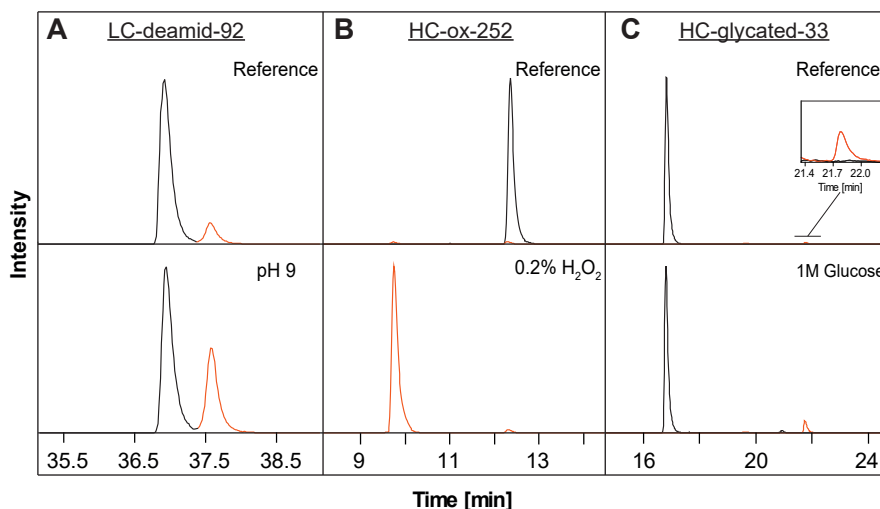 A LC-deamid-92
B HC-ox-252
C HC-glycated-33
Reference
Reference
Reference
21.4 21.7 22.0
Time [min]
Intensity
pH 9
0.2% H₂O₂
1M Glucose
35.5 36.5 37.5 38.5
9 11 13
16 20 24
Time [min]